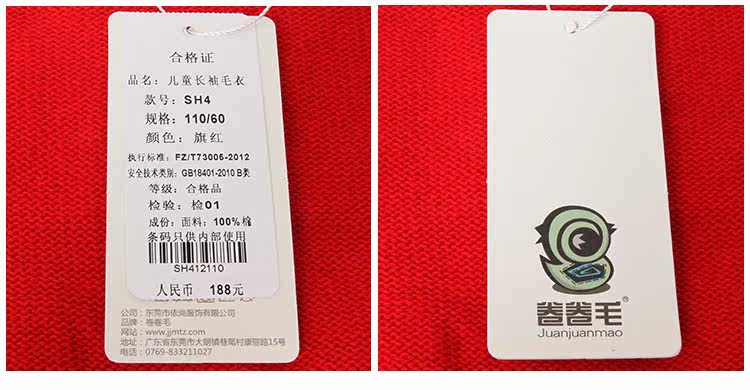 合格证
品名：儿童长袖毛衣
款号：SH4
规格：110/60
颜色：旗红
执行标准：FZ/T73005-2012
安全技术类别：GB18401-2010 B类
等级：合格品
检验：检01
成份：面料：100%棉
条码只供内部使用
SH412110
人民币 188元
公司：东莞市依尚服饰有限公司
品牌：卷卷毛
网站：www.jjmtz.com
地址：广东省东莞市大朗镇巷尾村康丽路15号
电话：0769-833211027
卷卷毛®
Juanjuanmao